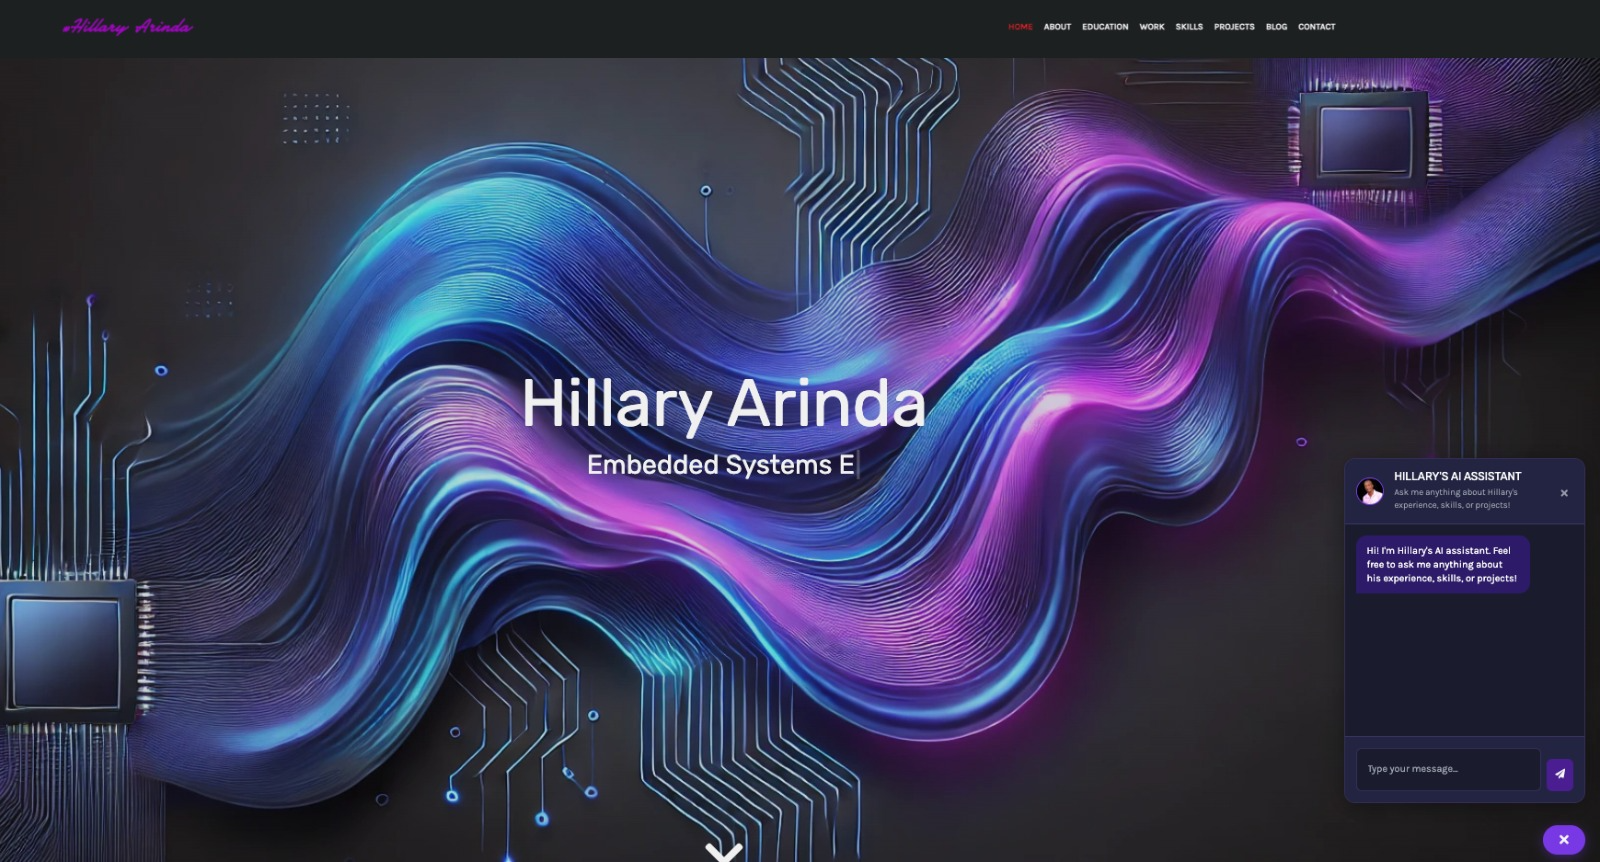 Hillary Arinda
HOME ABOUT EDUCATION WORK SKILLS PROJECTS BLOG CONTACT
Hillary Arinda
Embedded Systems E
HILLARY'S AI ASSISTANT
Ask me anything about Hillary's
experience, skills, or projects!
Hi! I'm Hillary's AI assistant. Feel
free to ask me anything about
his experience, skills, or projects!
Type your message...